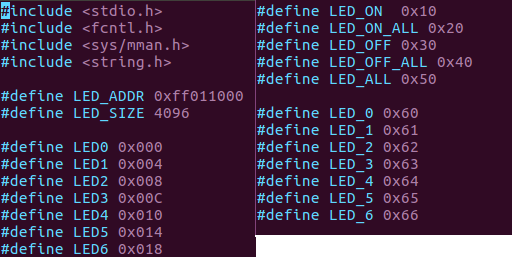 #include <stdio.h>
#include <fcntl.h>
#include <sys/mman.h>
#include <string.h>
#define LED_ADDR 0xff011000
#define LED_SIZE 4096
#define LED0 0x000
#define LED1 0x004
#define LED2 0x008
#define LED3 0x00C
#define LED4 0x010
#define LED5 0x014
#define LED6 0x018
#define LED_ON  0x10
#define LED_ON_ALL 0x20
#define LED_OFF 0x30
#define LED_OFF_ALL 0x40
#define LED_ALL 0x50
#define LED_0 0x60
#define LED_1 0x61
#define LED_2 0x62
#define LED_3 0x63
#define LED_4 0x64
#define LED_5 0x65
#define LED_6 0x66